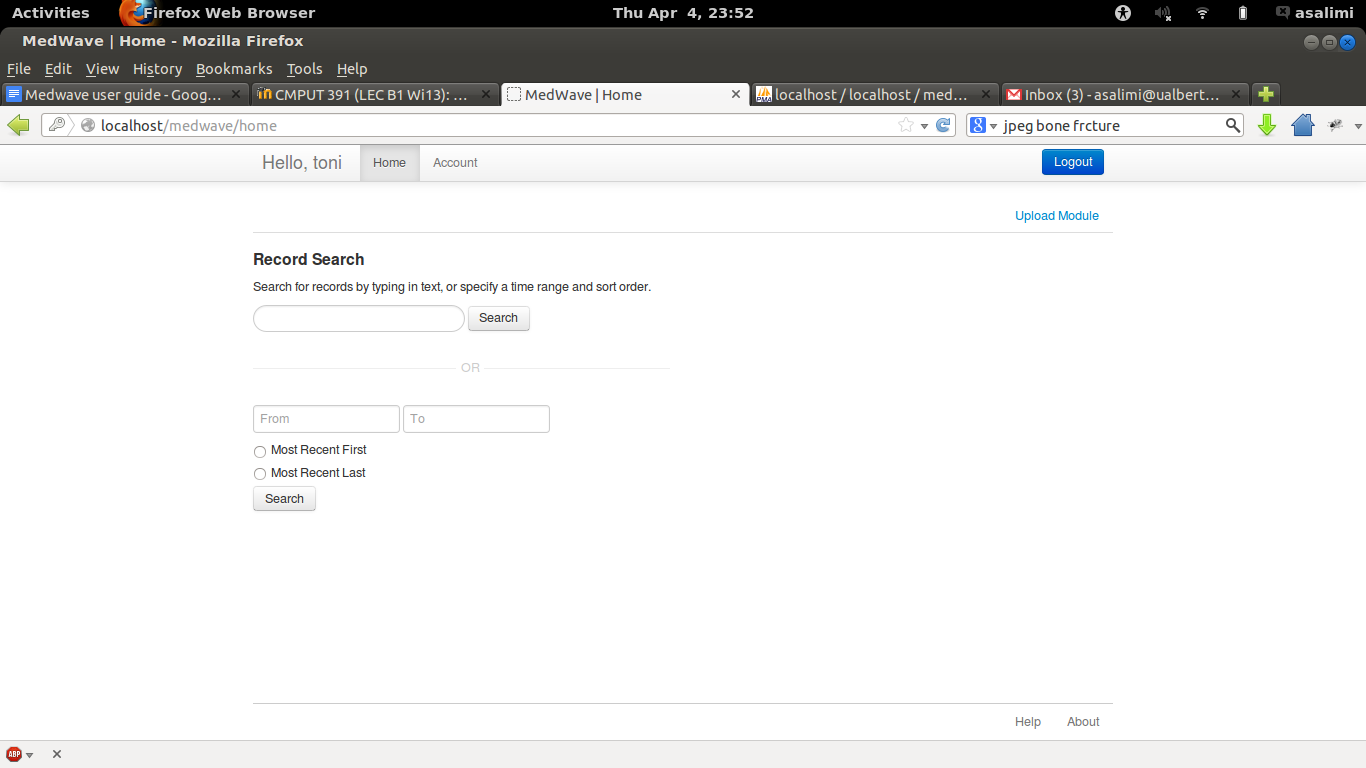 Activities Firefox Web Browser Thu Apr 4, 23:52 asalimi
MedWave | Home - Mozilla Firefox
File Edit View History Bookmarks Tools Help
Medwave user guide - Goog... CMPUT 391 (LEC B1 Wi13): ... MedWave | Home PMA localhost / localhost / med... Inbox (3) - asalimi@ualbert...
localhost/medwave/home 8 jpeg bone frcture
Hello, toni Home Account Logout
Upload Module
Record Search
Search for records by typing in text, or specify a time range and sort order.
Search
OR
From To
Most Recent First
Most Recent Last
Search
Help About
ABP